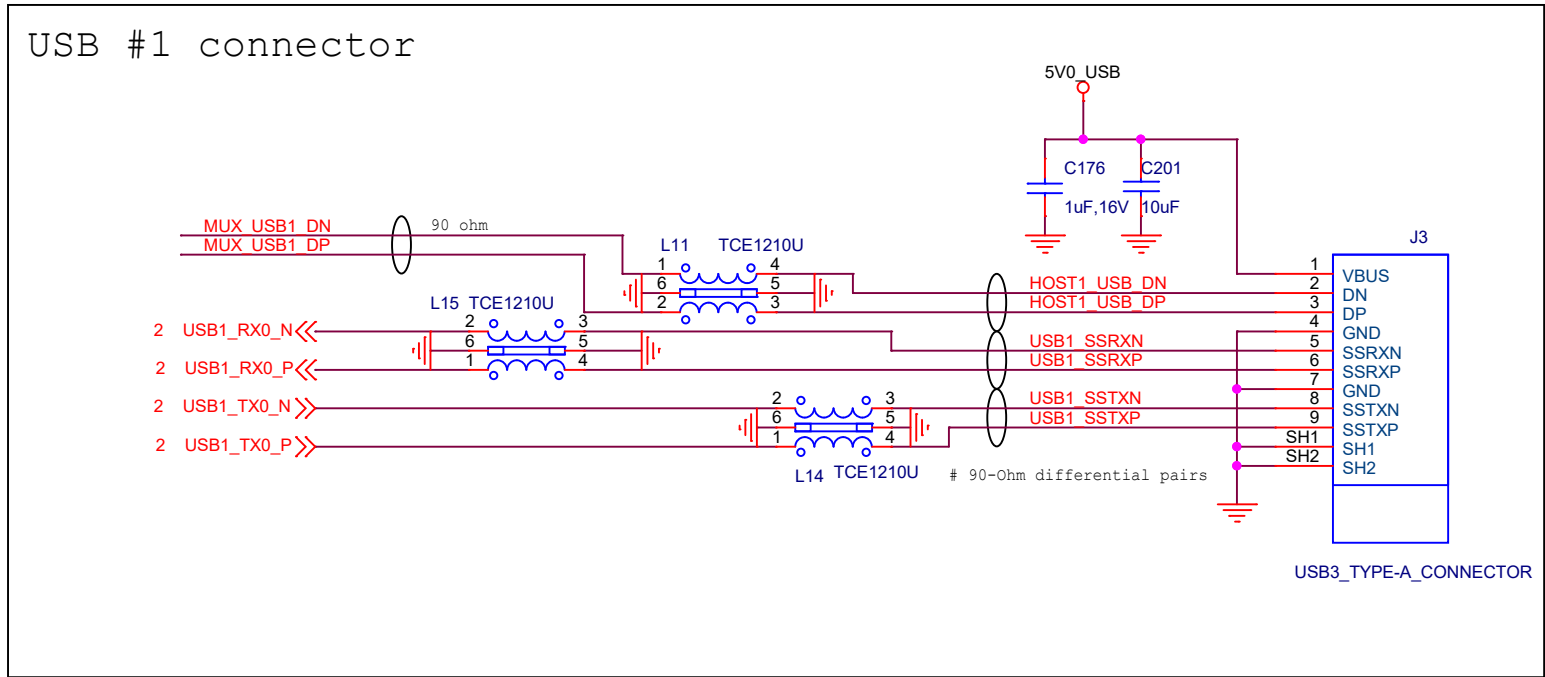 USB #1 connector
5V0_USB
C176
C201
1uF,16V
10uF
MUX_USB1_DN
90 ohm
MUX_USB1_DP
L11
TCE1210U
1
4
6
5
2
3
J3
1
VBUS
HOST1_USB_DN
2
DN
HOST1_USB_DP
3
DP
4
GND
L15 TCE1210U
2 USB1_RX0_N
2
3
6
5
1
4
2 USB1_RX0_P
USB1_SSRXN
5
SSRXN
USB1_SSRXP
6
SSRXP
7
GND
2 USB1_TX0_N
2
3
6
5
1
4
2 USB1_TX0_P
L14 TCE1210U
USB1_SSTXN
8
SSTXN
USB1_SSTXP
9
SSTXP
SH1
SH1
SH2
SH2
# 90-Ohm differential pairs
USB3_TYPE-A_CONNECTOR